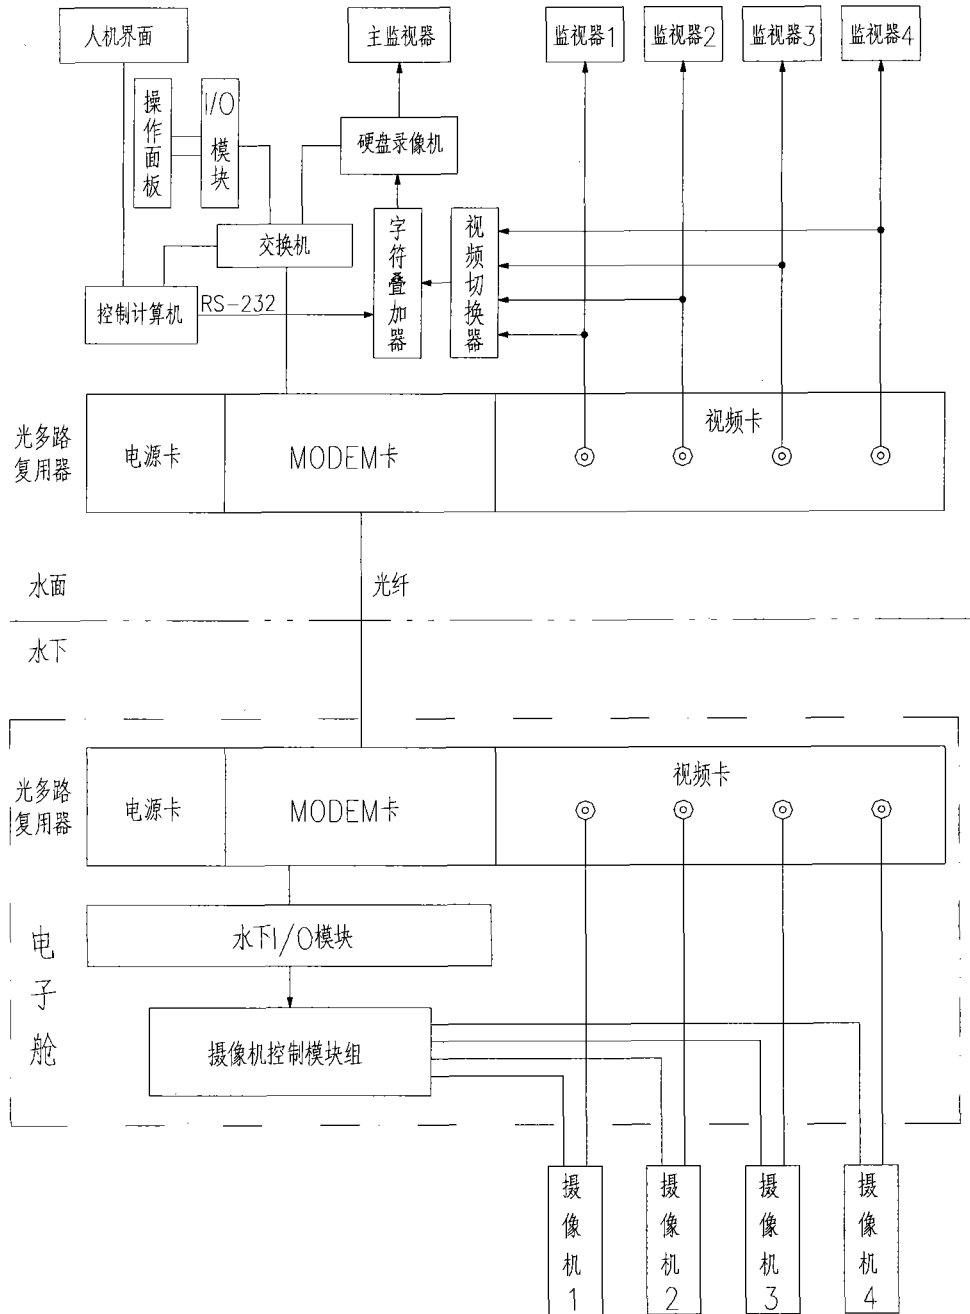 人机界面
主监视器
监视器1
监视器2
监视器3
监视器4
操作面板
I/O模块
硬盘录像机
交换机
字符叠加器
视频切换器
控制计算机
RS-232
光多路
复用器
电源卡
MODEM卡
视频卡
水面
光纤
水下
光多路
复用器
电源卡
MODEM卡
视频卡
水下I/O模块
电子舱
摄像机控制模块组
摄像机1
摄像机2
摄像机3
摄像机4